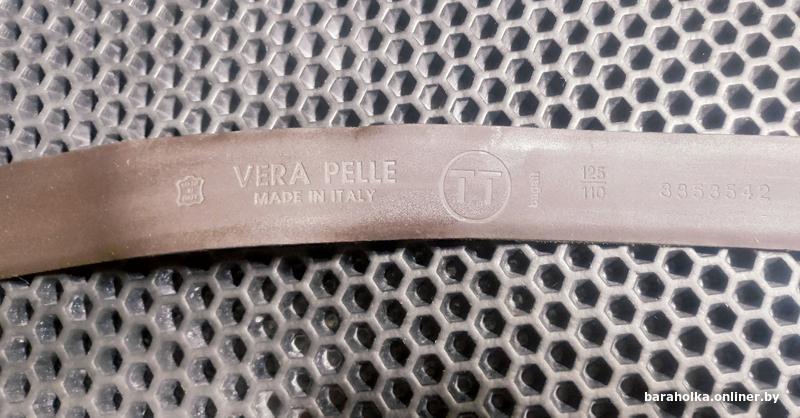 VERA PELLE
MADE IN ITALY
TT
bugatti
125
110
3353542
baraholka.onliner.by